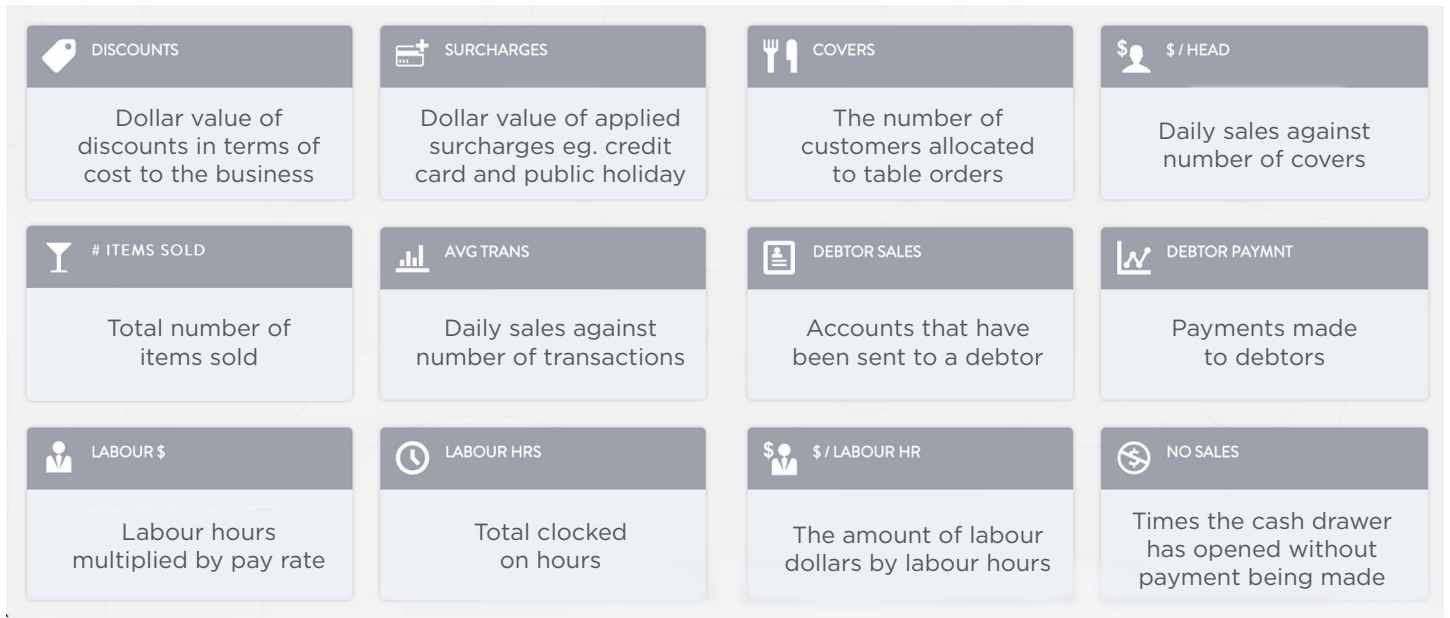 DISCOUNTS
Dollar value of
discounts in terms of
cost to the business
SURCHARGES
Dollar value of applied
surcharges eg. credit
card and public holiday
COVERS
The number of
customers allocated
to table orders
$ / HEAD
Daily sales against
number of covers
# ITEMS SOLD
Total number of
items sold
AVG TRANS
Daily sales against
number of transactions
DEBTOR SALES
Accounts that have
been sent to a debtor
DEBTOR PAYMNT
Payments made
to debtors
LABOUR $
Labour hours
multiplied by pay rate
LABOUR HRS
Total clocked
on hours
$ / LABOUR HR
The amount of labour
dollars by labour hours
NO SALES
Times the cash drawer
has opened without
payment being made